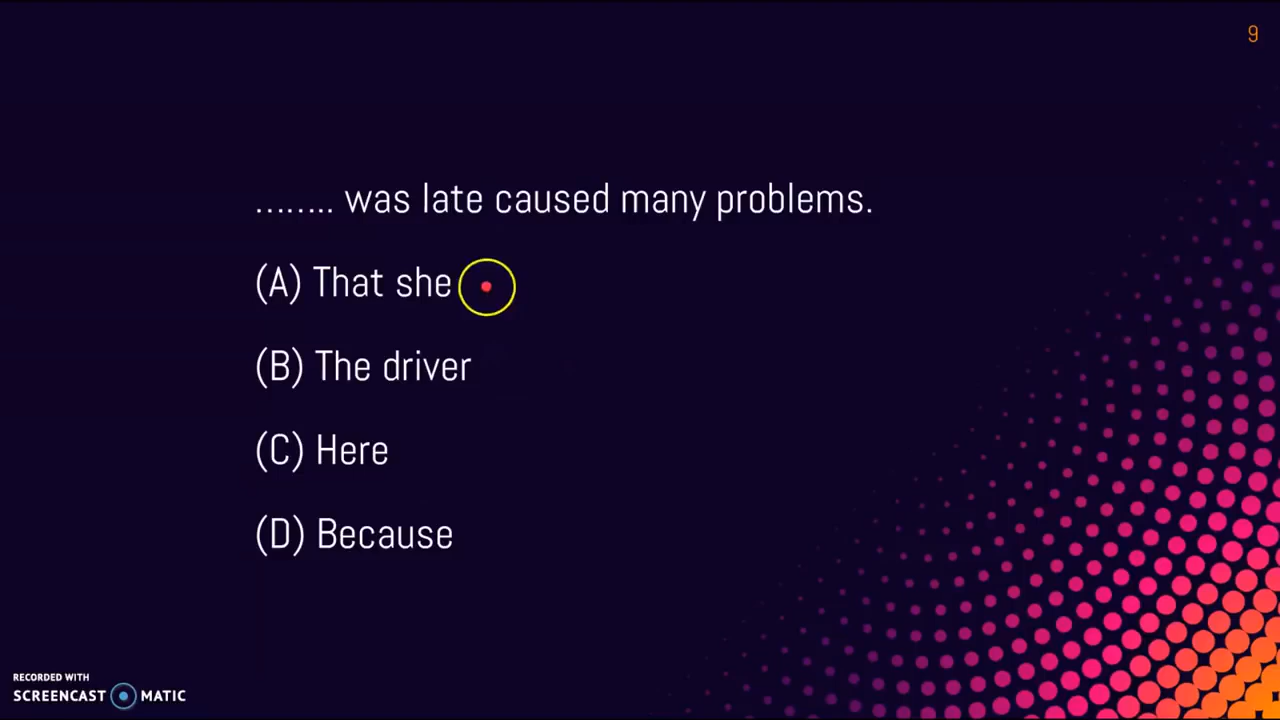 9
…….. was late caused many problems.
(A) That she
(B) The driver
(C) Here
(D) Because
RECORDED WITH
SCREENCAST MATIC